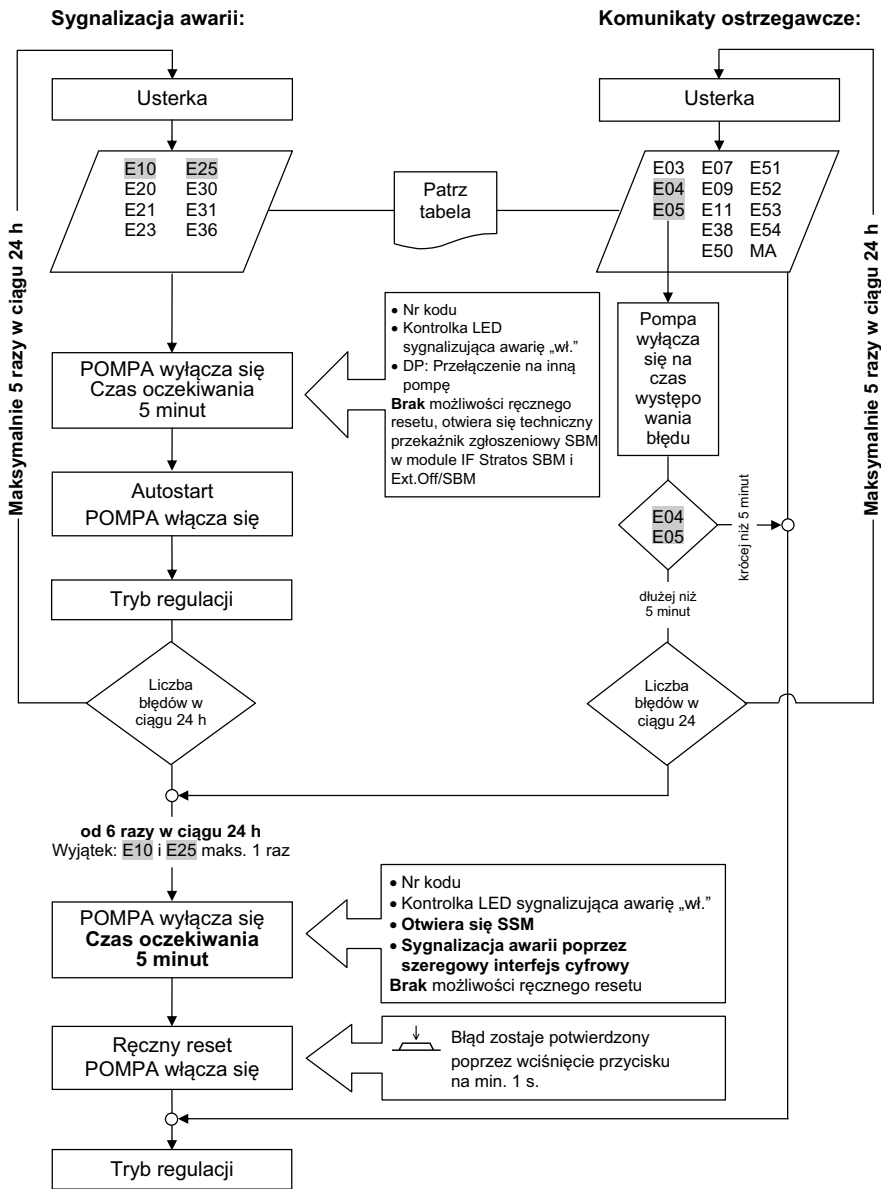 Sygnalizacja awarii:
Komunikaty ostrzegawcze:
Maksymalnie 5 razy w ciągu 24 h
Usterka
E10 E25
E20 E30
E21 E31
E23 E36
Patrz
tabela
Usterka
E03 E07 E51
E04 E09 E52
E05 E11 E53
E38 E54
E50 MA
Maksymalnie 5 razy w ciągu 24 h
POMPA wyłącza się
Czas oczekiwania
5 minut
• Nr kodu
• Kontrolka LED
sygnalizująca awarię „wł.”
• DP: Przełączenie na inną
pompę
Brak możliwości ręcznego
resetu, otwiera się techniczny
przekaźnik zgłoszeniowy SBM
w module IF Stratos SBM i
Ext.Off/SBM
Pompa
wyłącza
się na
czas
występo
wania
błędu
Autostart
POMPA włącza się
E04
E05
krócej niż 5 minut
dłużej niż
5 minut
Tryb regulacji
Liczba
błędów w
ciągu 24 h
Liczba
błędów w
ciągu 24
od 6 razy w ciągu 24 h
Wyjątek: E10 i E25 maks. 1 raz
POMPA wyłącza się
Czas oczekiwania
5 minut
• Nr kodu
• Kontrolka LED sygnalizująca awarię „wł.”
• Otwiera się SSM
• Sygnalizacja awarii poprzez
szeregowy interfejs cyfrowy
Brak możliwości ręcznego resetu
Ręczny reset
POMPA włącza się
Błąd zostaje potwierdzony
poprzez wciśnięcie przycisku
na min. 1 s.
Tryb regulacji